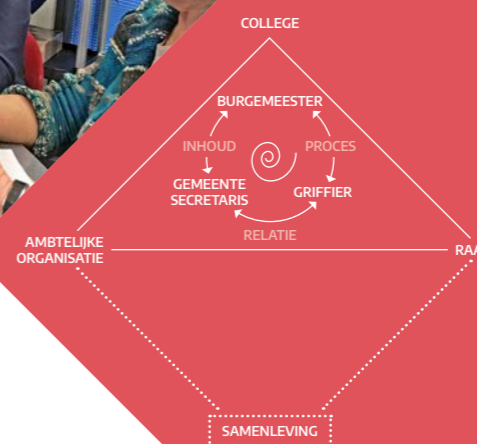 COLLEGE
BURGEMEESTER
INHOUD
PROCES
GEMEENTE
SECRETARIS
GRIFFIER
RELATIE
AMBTELIJKE
ORGANISATIE
SAMENLEVING